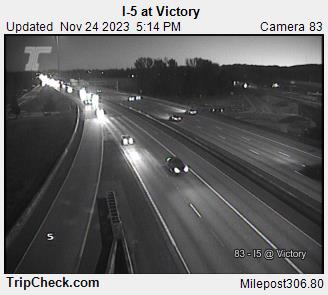 I-5 at Victory
Updated Nov 24 2023 5:14 PM Camera 83
S
83 - I5 @ Victory
TripCheck.com Milepost306.80